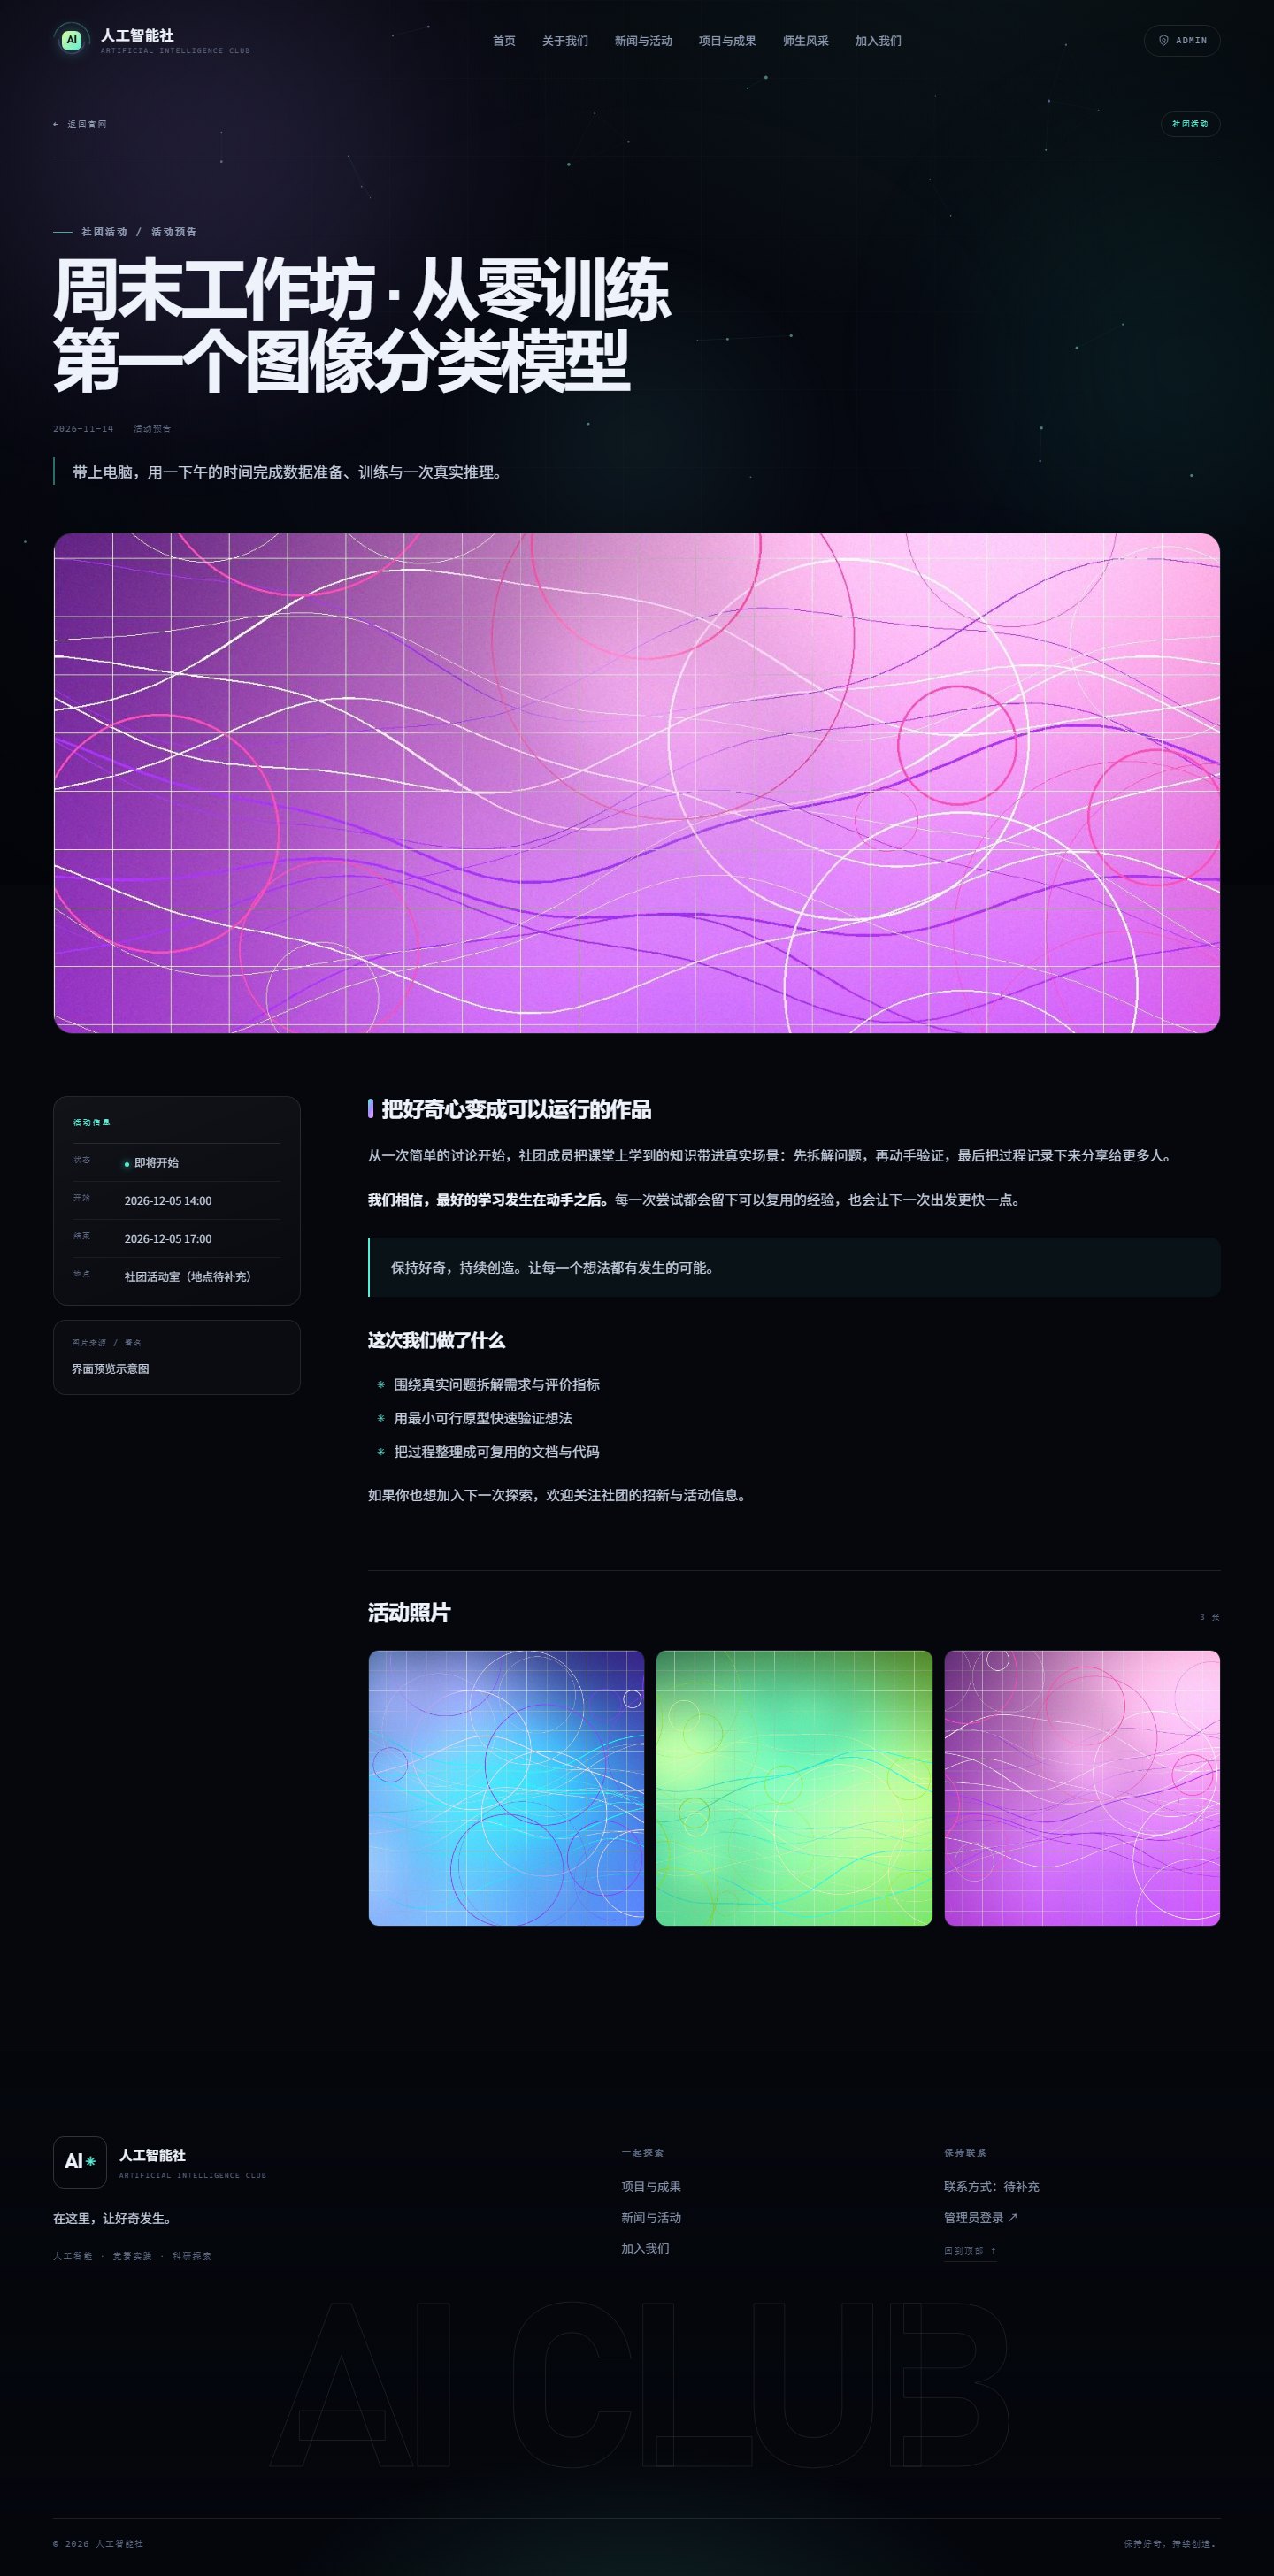 AI 人工智能社
ARTIFICIAL INTELLIGENCE CLUB
首页 关于我们 新闻与活动 项目与成果 师生风采 加入我们
ADMIN
← 返回官网
社团活动
社团活动 / 活动预告
周末工作坊 · 从零训练
第一个图像分类模型
2026-11-14 活动预告
带上电脑，用一下午的时间完成数据准备、训练与一次真实推理。
活动信息
状态 即将开始
开始 2026-12-05 14:00
结束 2026-12-05 17:00
地点 社团活动室（地点待补充）
图片来源 / 署名
界面预览示意图
把好奇心变成可以运行的作品
从一次简单的讨论开始，社团成员把课堂上学到的知识带进真实场景：先拆解问题，再动手验证，最后把过程记录下来分享给更多人。
我们相信，最好的学习发生在动手之后。每一次尝试都会留下可以复用的经验，也会让下一次出发更快一点。
保持好奇，持续创造。让每一个想法都有发生的可能。
这次我们做了什么
✳ 围绕真实问题拆解需求与评价指标
✳ 用最小可行原型快速验证想法
✳ 把过程整理成可复用的文档与代码
如果你也想加入下一次探索，欢迎关注社团的招新与活动信息。
活动照片
3 张
AI✳ 人工智能社
ARTIFICIAL INTELLIGENCE CLUB
在这里，让好奇发生。
人工智能 · 竞赛实践 · 科研探索
一起探索
项目与成果
新闻与活动
加入我们
保持联系
联系方式：待补充
管理员登录 ↗
回到顶部 ↑
AI CLUB
© 2026 人工智能社
保持好奇，持续创造。